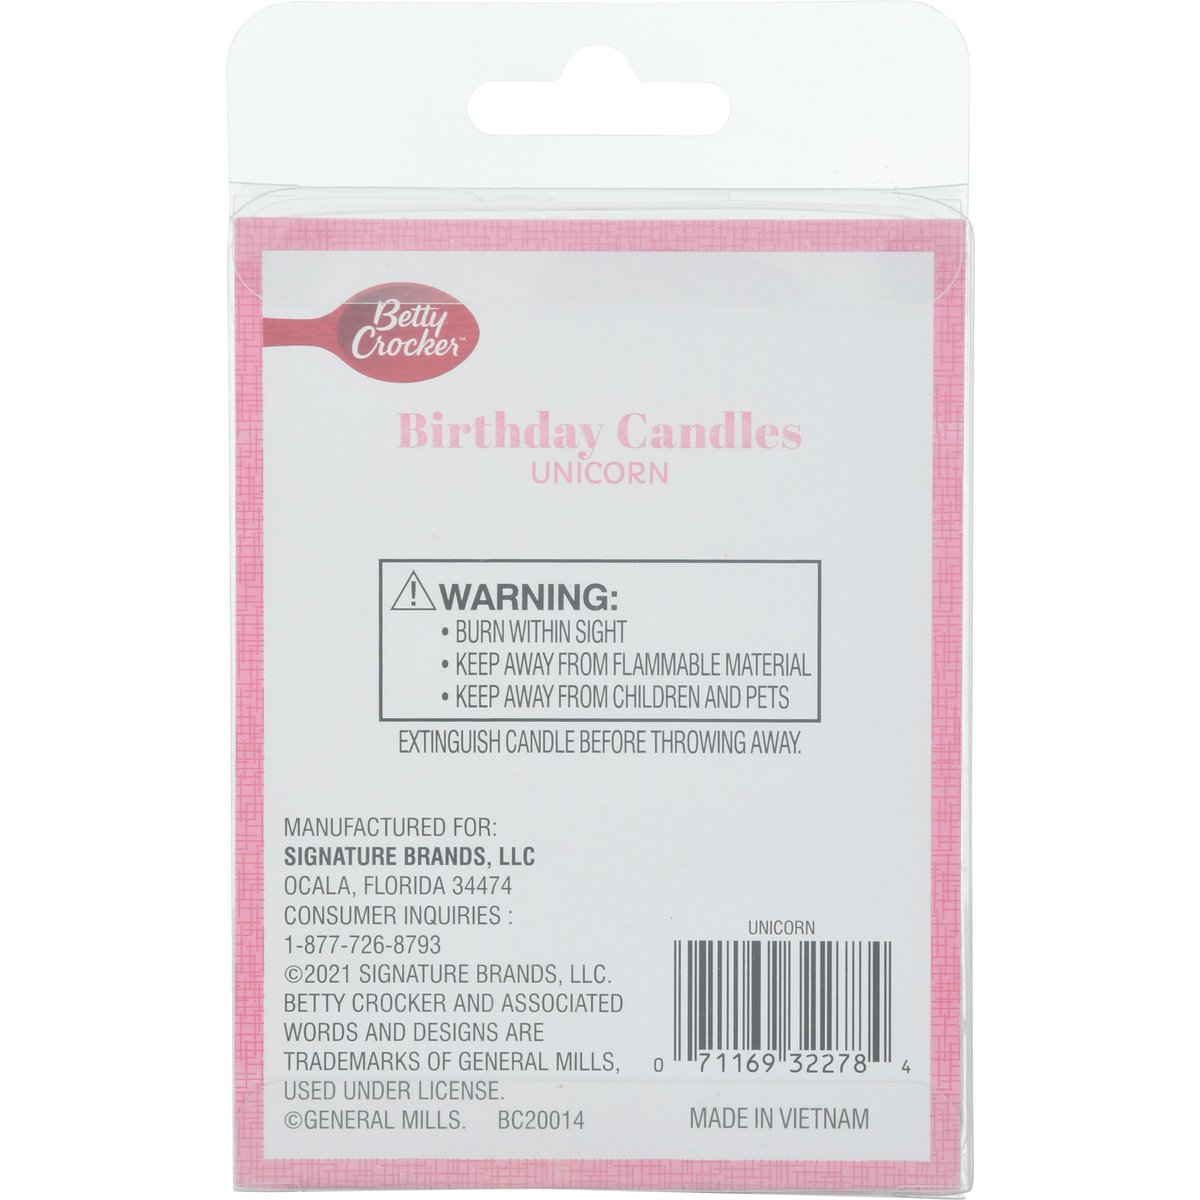 Betty
Crocker™
Birthday Candles
UNICORN
⚠WARNING:
• BURN WITHIN SIGHT
• KEEP AWAY FROM FLAMMABLE MATERIAL
• KEEP AWAY FROM CHILDREN AND PETS
EXTINGUISH CANDLE BEFORE THROWING AWAY.
MANUFACTURED FOR:
SIGNATURE BRANDS, LLC
OCALA, FLORIDA 34474
CONSUMER INQUIRIES :
1-877-726-8793
©2021 SIGNATURE BRANDS, LLC.
BETTY CROCKER AND ASSOCIATED
WORDS AND DESIGNS ARE
TRADEMARKS OF GENERAL MILLS,
USED UNDER LICENSE.
©GENERAL MILLS. BC20014
UNICORN
0 71169 32278 4
MADE IN VIETNAM